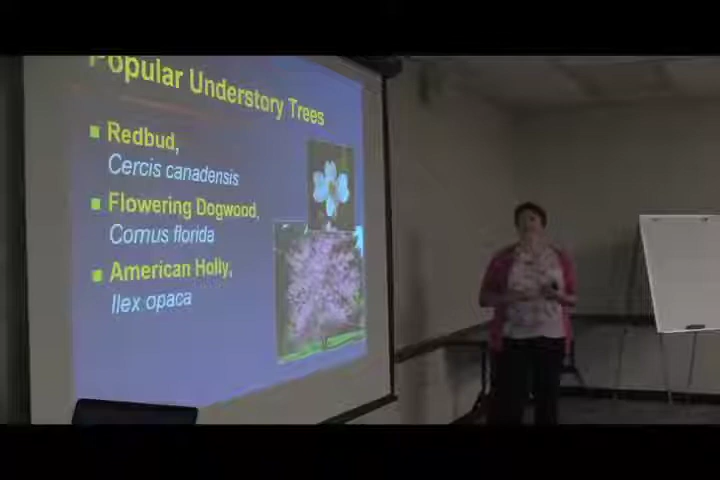 Popular Understory Trees
Redbud,
Cercis canadensis
Flowering Dogwood,
Cornus florida
American Holly,
Ilex opaca